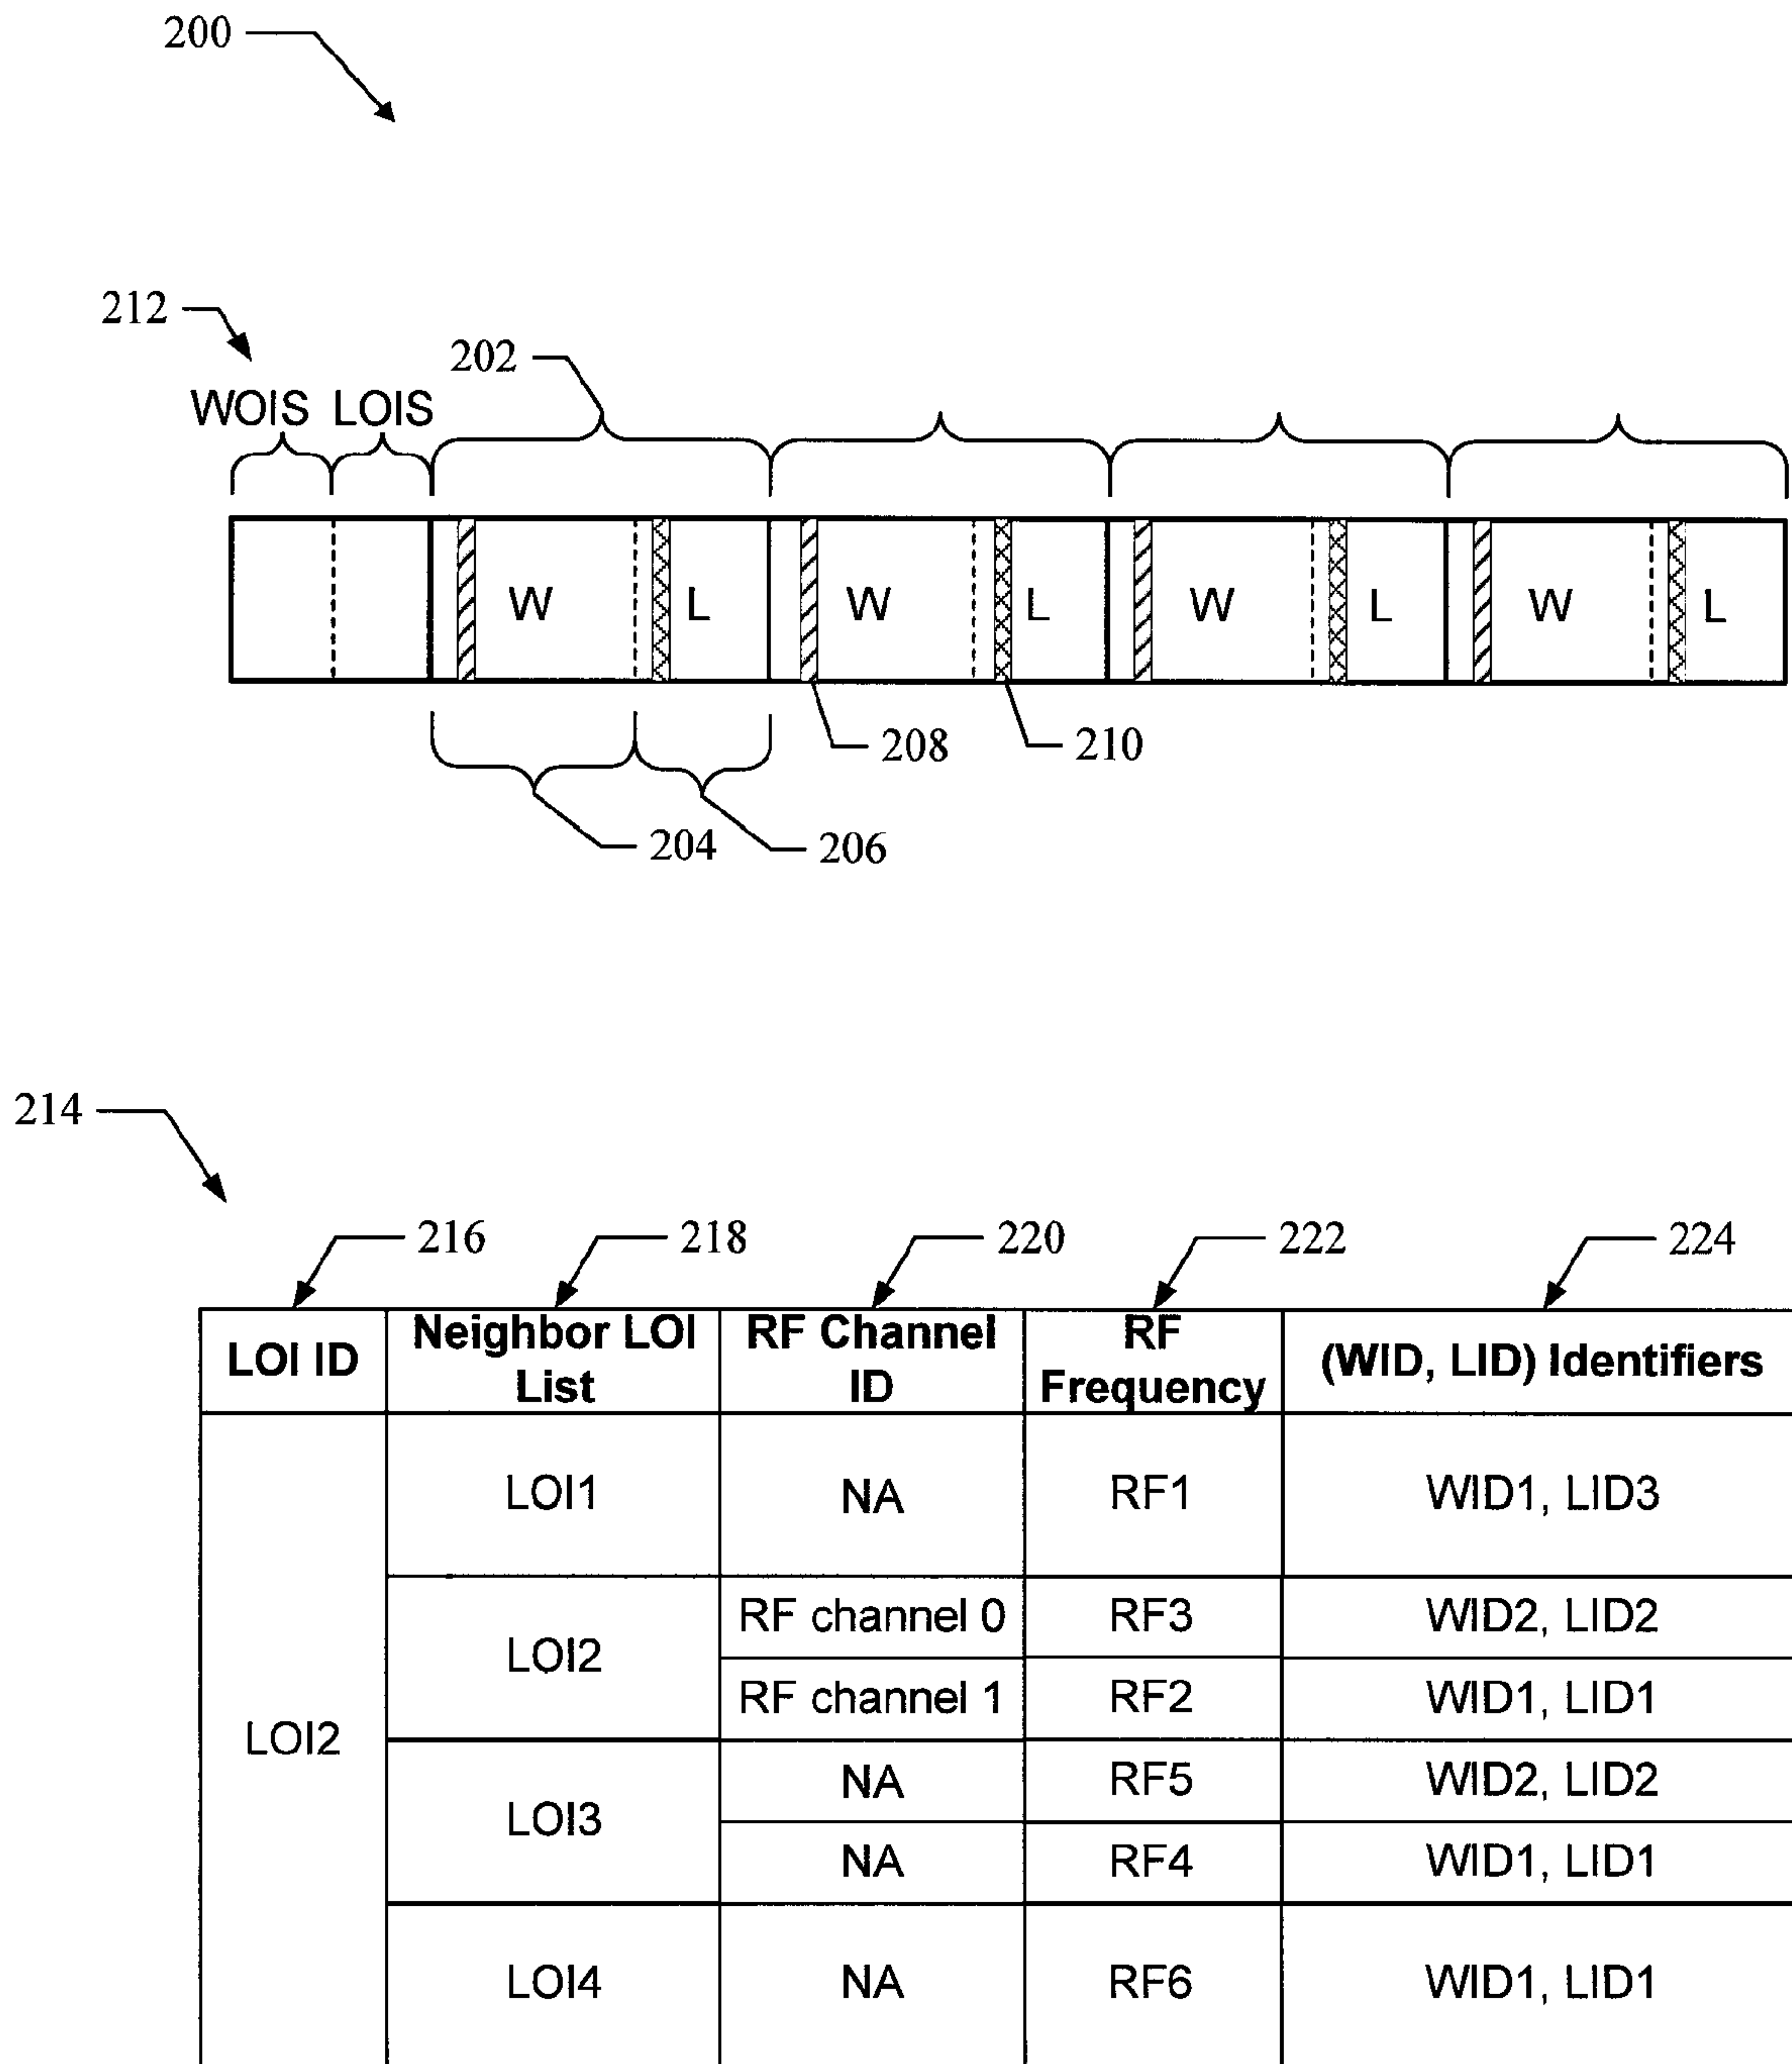 200
212
202
WOIS LOIS
W L W L W L W L
208 210
204 206
214
216 218 220 222 224
LOI ID
Neighbor LOI
List
RF Channel
ID
RF
Frequency
(WID, LID) Identifiers
LOI2
LOI1
NA
RF1
WID1, LID3
LOI2
RF channel 0
RF3
WID2, LID2
RF channel 1
RF2
WID1, LID1
LOI3
NA
RF5
WID2, LID2
NA
RF4
WID1, LID1
LOI4
NA
RF6
WID1, LID1